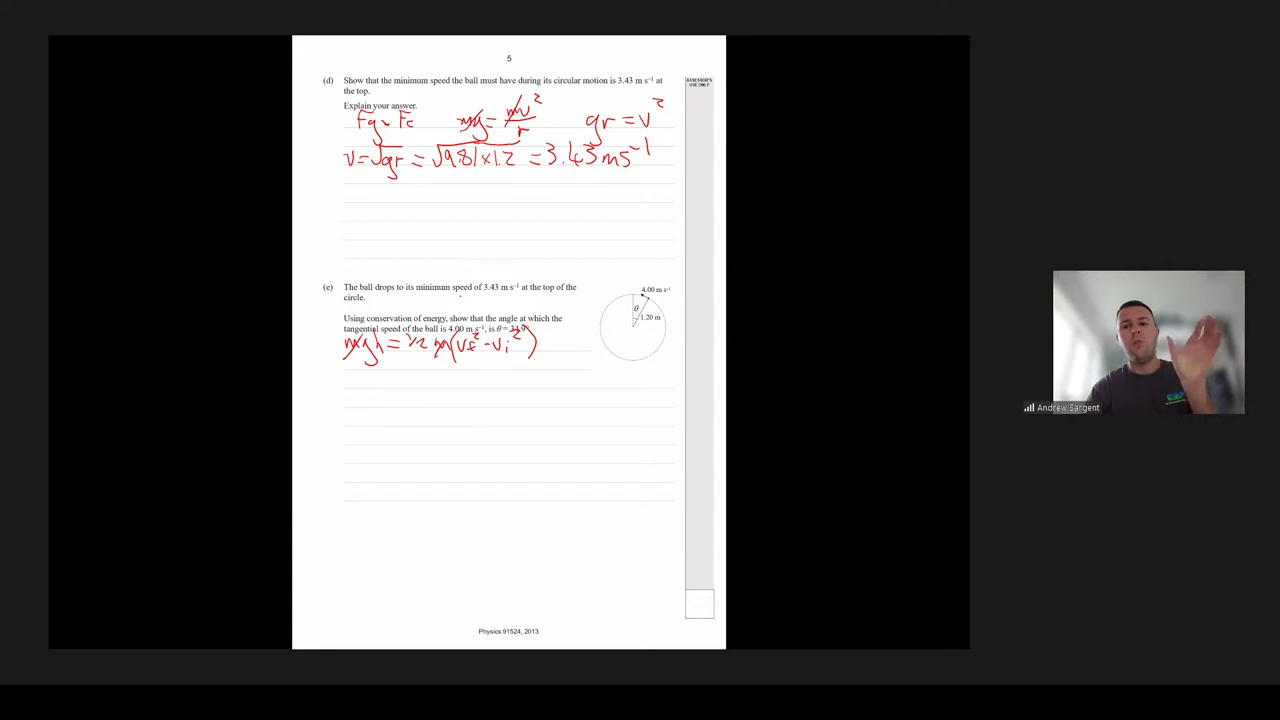 5
ASSESSOR'S
USE ONLY
(d) Show that the minimum speed the ball must have during its circular motion is 3.43 m s⁻¹ at
the top.
Explain your answer.
Fg = Fc mg = mv²/r gr = v²
v = √gr = √9.81×1.2 = 3.43 ms⁻¹
(e) The ball drops to its minimum speed of 3.43 m s⁻¹ at the top of the
circle.
4.00 m s⁻¹
θ
1.20 m
Using conservation of energy, show that the angle at which the
tangential speed of the ball is 4.00 m s⁻¹, is θ = 34.9°
mgh = 1/2 m(vf² - vi²)
Andrew Sargent
Physics 91524, 2013